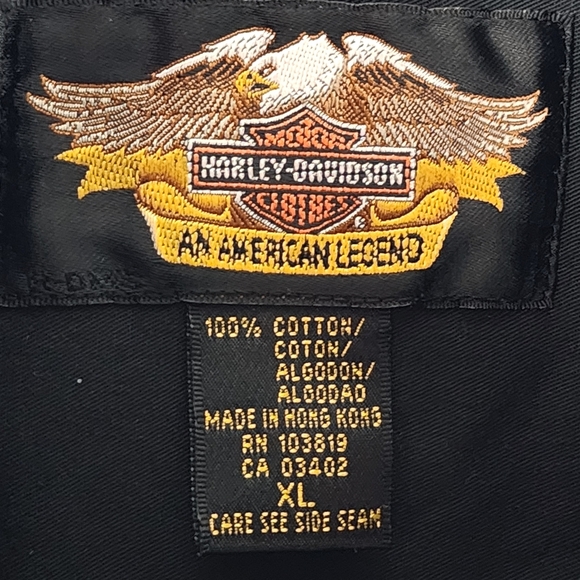 MOTOR
HARLEY-DAVIDSON
CLOTHES
®
AN AMERICAN LEGEND
100% COTTON/
COTON/
ALGODON/
ALGODAO
MADE IN HONG KONG
RN 103819
CA 03402
XL
CARE SEE SIDE SEAM